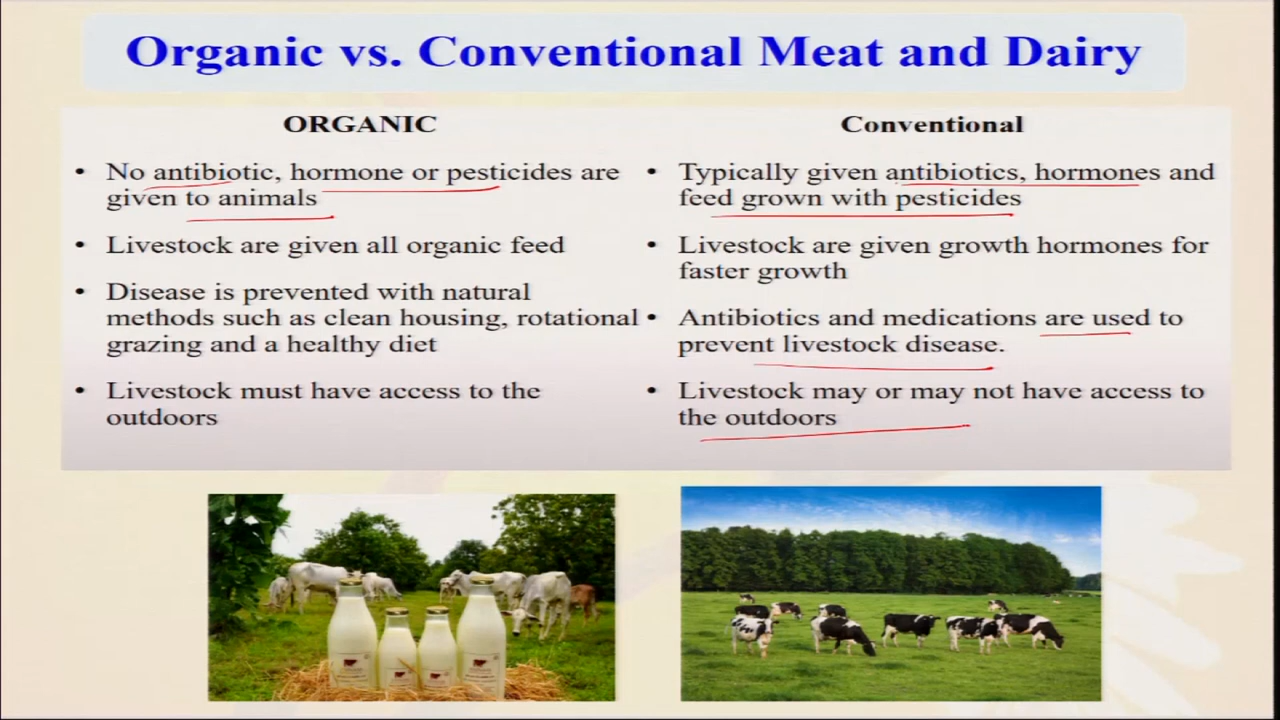 Organic vs. Conventional Meat and Dairy
ORGANIC
• No antibiotic, hormone or pesticides are
given to animals
• Livestock are given all organic feed
• Disease is prevented with natural
methods such as clean housing, rotational
grazing and a healthy diet
• Livestock must have access to the
outdoors
Conventional
• Typically given antibiotics, hormones and
feed grown with pesticides
• Livestock are given growth hormones for
faster growth
• Antibiotics and medications are used to
prevent livestock disease.
• Livestock may or may not have access to
the outdoors